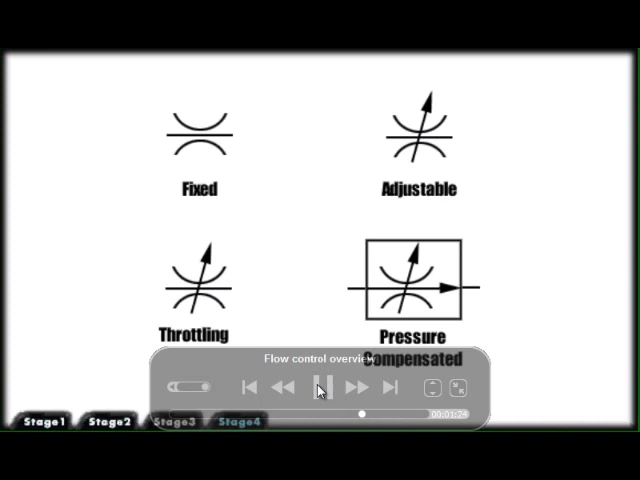 Fixed
Adjustable
Throttling
Pressure
Compensated
Flow control overview
00:01:24
Stage1
Stage2
Stage3
Stage4